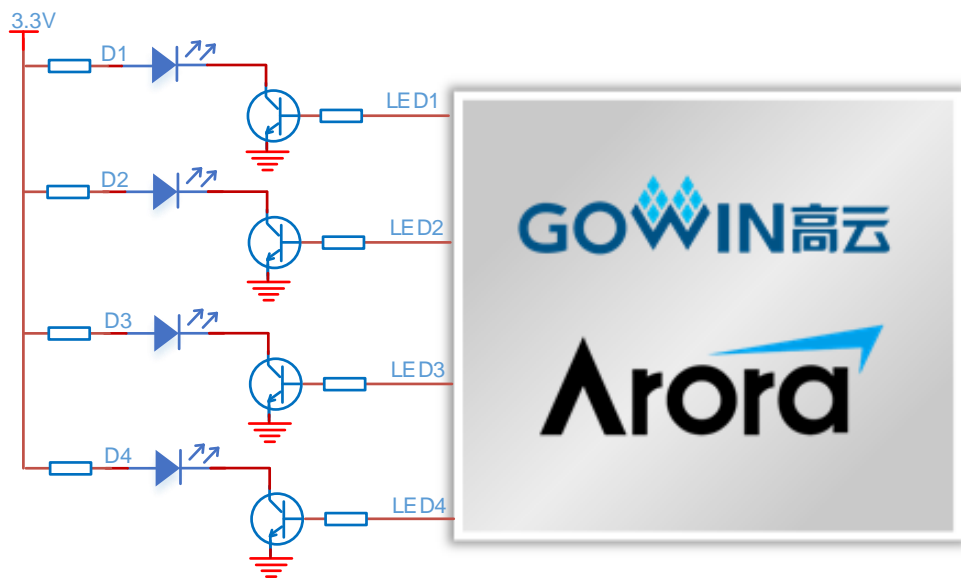 3.3V
D1
LED1
D2
LED2
GOWIN高云
D3
LED3
Arora
D4
LED4